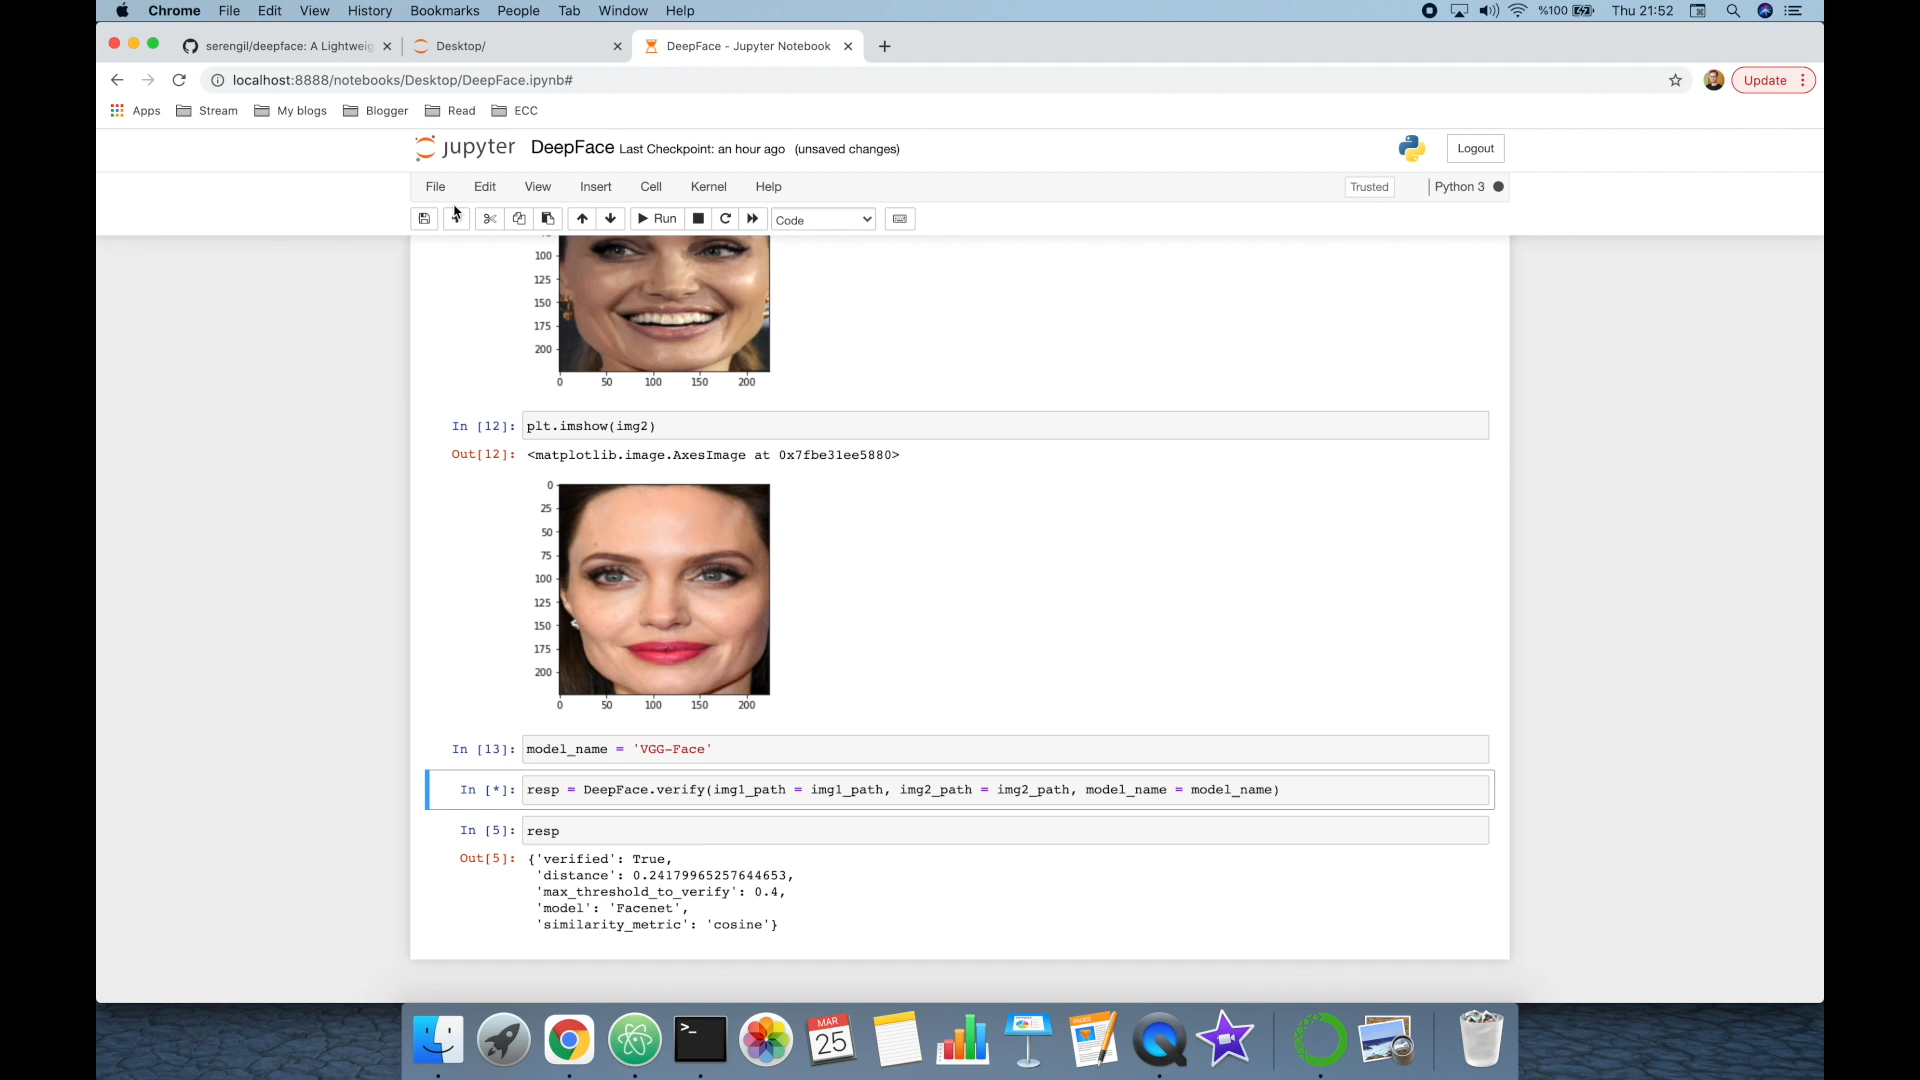 Chrome File Edit View History Bookmarks People Tab Window Help %100 Thu 21:52
serengil/deepface: A Lightweig
Desktop/
DeepFace - Jupyter Notebook
localhost:8888/notebooks/Desktop/DeepFace.ipynb#
Update
Apps Stream My blogs Blogger Read ECC
jupyter DeepFace Last Checkpoint: an hour ago (unsaved changes)
Logout
File Edit View Insert Cell Kernel Help
Trusted
Python 3
Run
Code
100
125
150
175
200
0 50 100 150 200
In [12]: plt.imshow(img2)
Out[12]: <matplotlib.image.AxesImage at 0x7fbe31ee5880>
0
25
50
75
100
125
150
175
200
0 50 100 150 200
In [13]: model_name = 'VGG-Face'
In [*]: resp = DeepFace.verify(img1_path = img1_path, img2_path = img2_path, model_name = model_name)
In [5]: resp
Out[5]: {'verified': True,
'distance': 0.24179965257644653,
'max_threshold_to_verify': 0.4,
'model': 'Facenet',
'similarity_metric': 'cosine'}
>_
MAR
25
PAGES